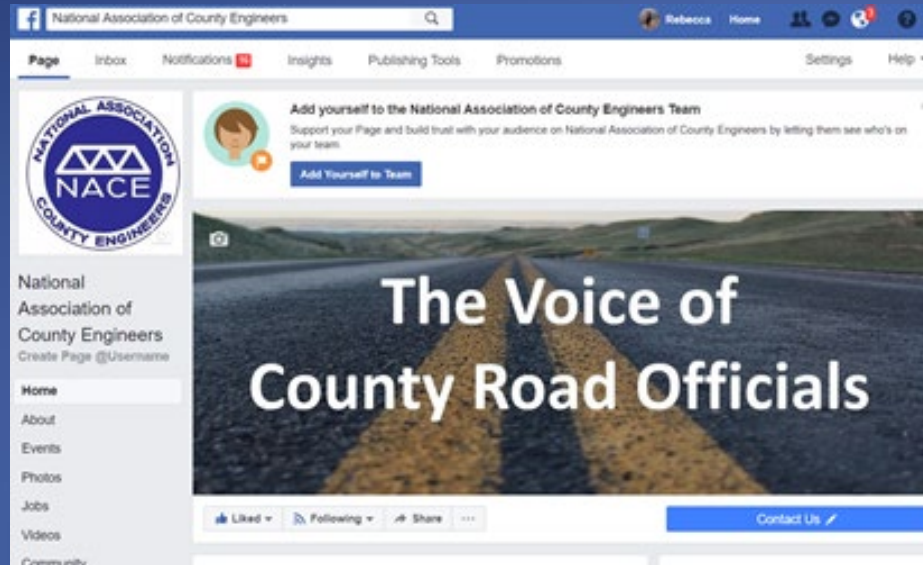 National Association of County Engineers
Rebecca Home
Page Inbox Notifications Insights Publishing Tools Promotions Settings Help
NATIONAL ASSOCIATION
NACE
COUNTY ENGINEERS
Add yourself to the National Association of County Engineers Team
Support your Page and build trust with your audience on National Association of County Engineers by letting them see who's on
your team.
Add Yourself to Team
The Voice of
County Road Officials
National
Association of
County Engineers
Create Page @Username
Home
About
Events
Photos
Jobs
Videos
Community
Liked Following Share
Contact Us